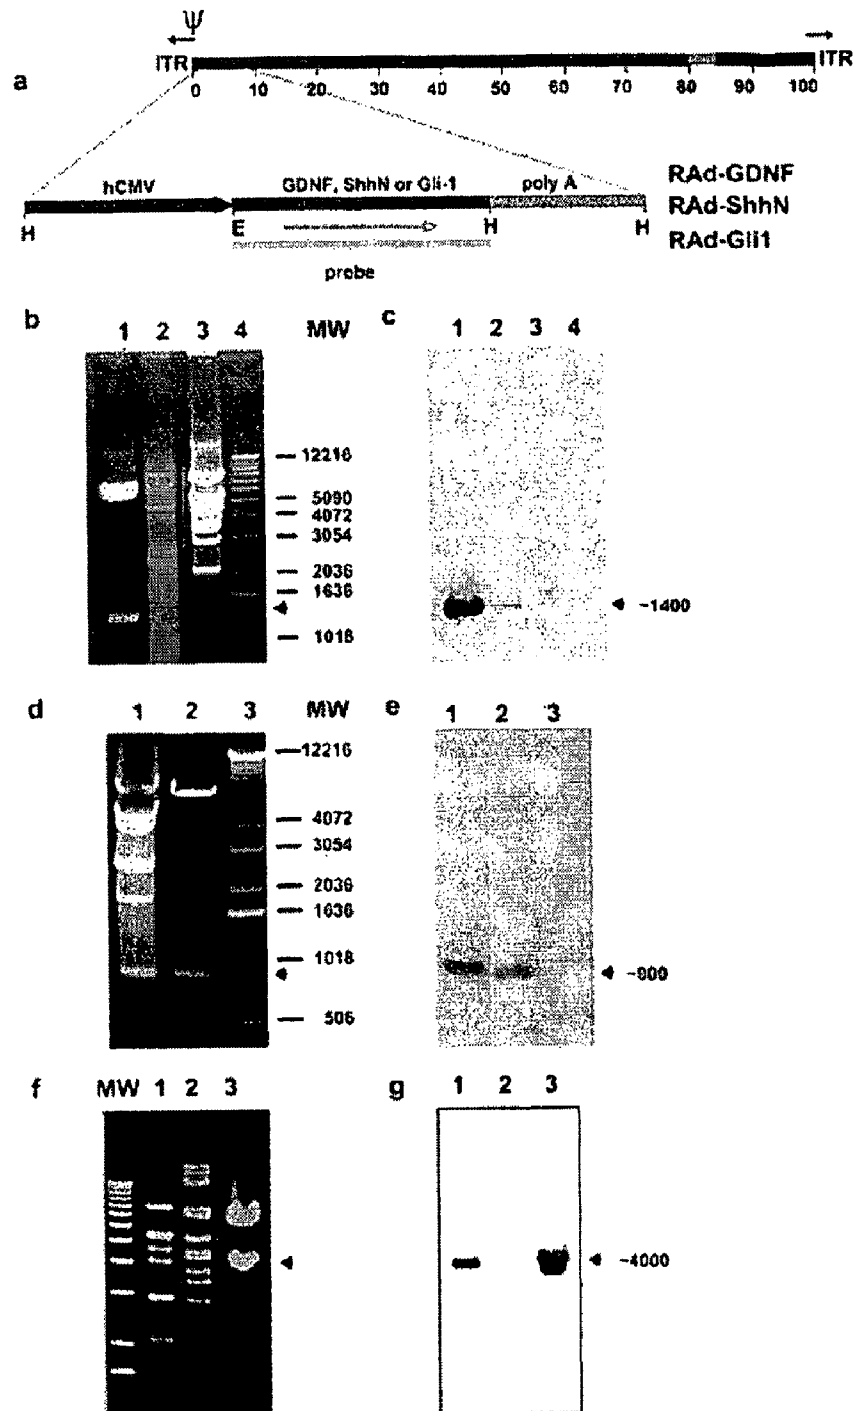 Ψ
ITR ITR
a
0 10 20 30 40 50 60 70 80 90 100
hCMV GDNF, ShhN or Gli-1 poly A
RAd-GDNF
RAd-ShhN
RAd-Gli1
H E H H
probe
b 1 2 3 4 MW
12216
5090
4072
3054
2036
1636
1018
c 1 2 3 4
~1400
d 1 2 3 MW
12216
4072
3054
2036
1636
1018
506
e 1 2 3
~900
f MW 1 2 3
g 1 2 3
~4000